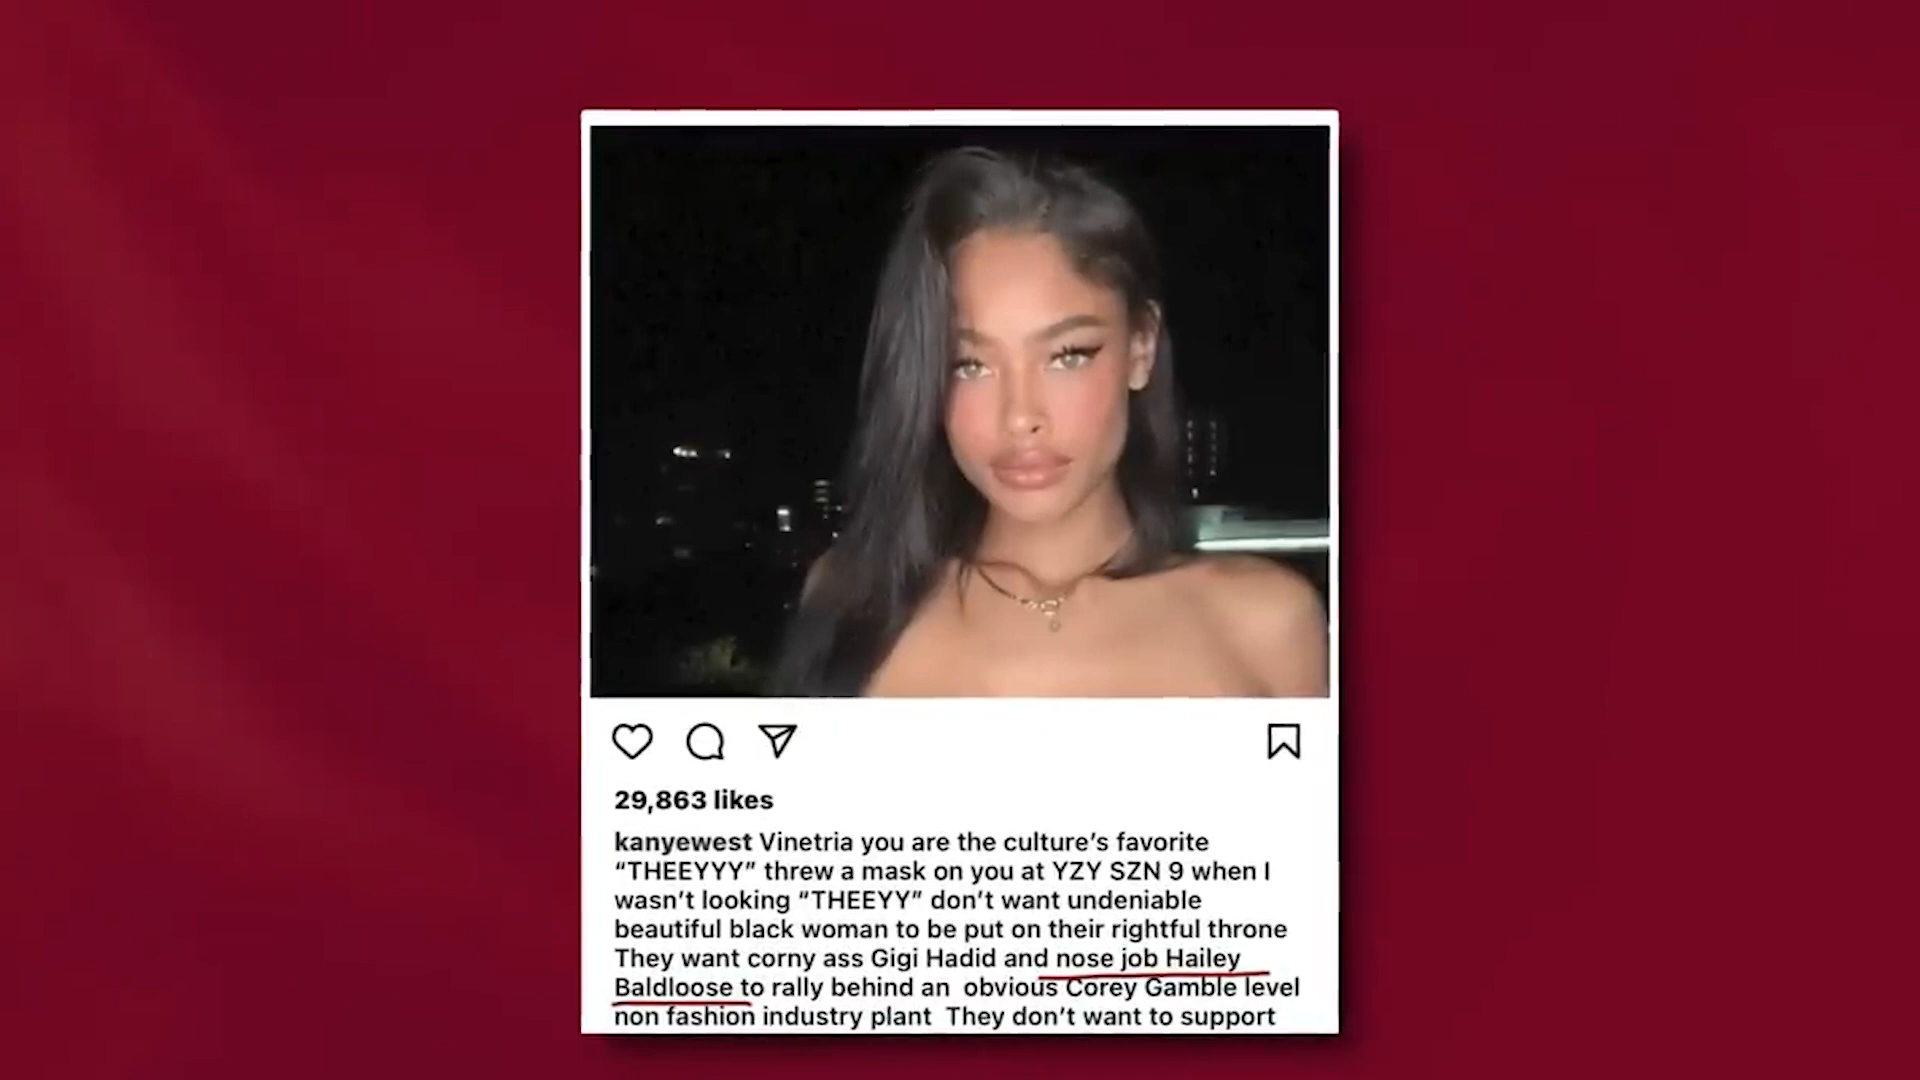 29,863 likes
kanyewest Vinetria you are the culture’s favorite
“THEEYYY” threw a mask on you at YZY SZN 9 when I
wasn’t looking “THEEYY” don’t want undeniable
beautiful black woman to be put on their rightful throne
They want corny ass Gigi Hadid and nose job Hailey
Baldloose to rally behind an  obvious Corey Gamble level
non fashion industry plant  They don’t want to support